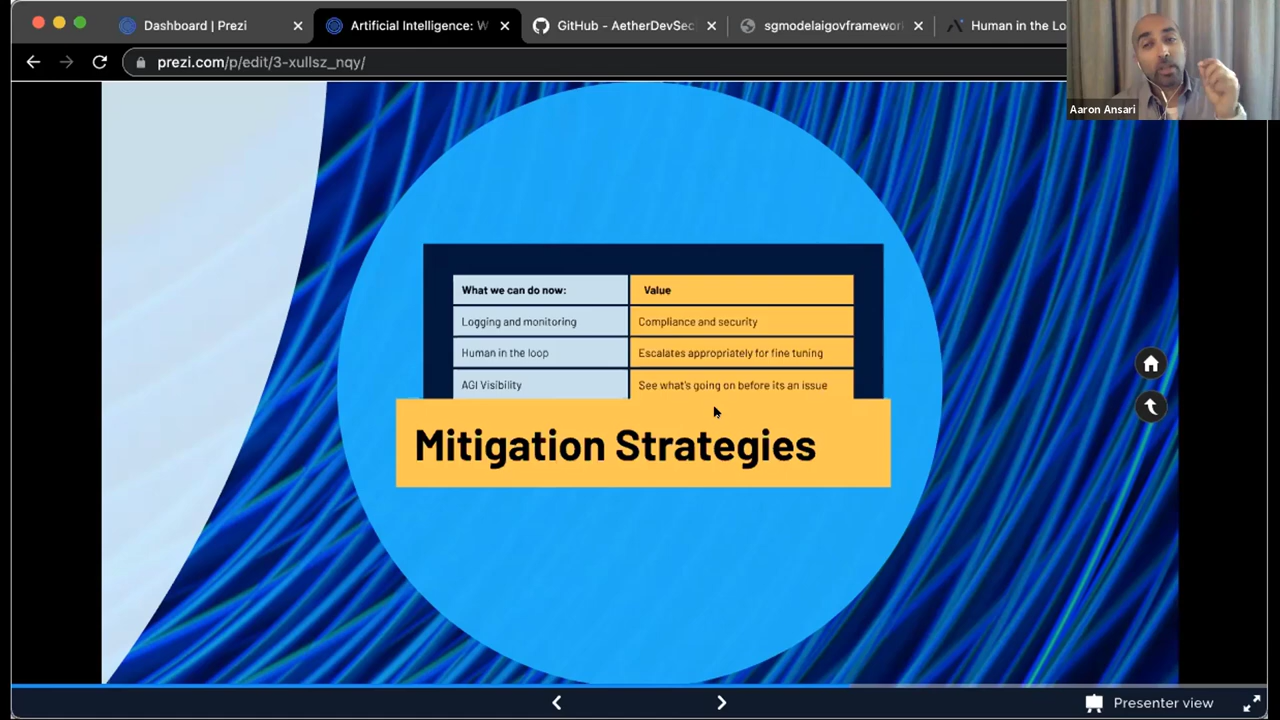 Dashboard | Prezi
Artificial Intelligence: W
GitHub - AetherDevSec
sgmodelaigovframework
Human in the Lo
prezi.com/p/edit/3-xullsz_nqy/
Aaron Ansari
What we can do now: Value
Logging and monitoring Compliance and security
Human in the loop Escalates appropriately for fine tuning
AGI Visibility See what's going on before its an issue
Mitigation Strategies
Presenter view